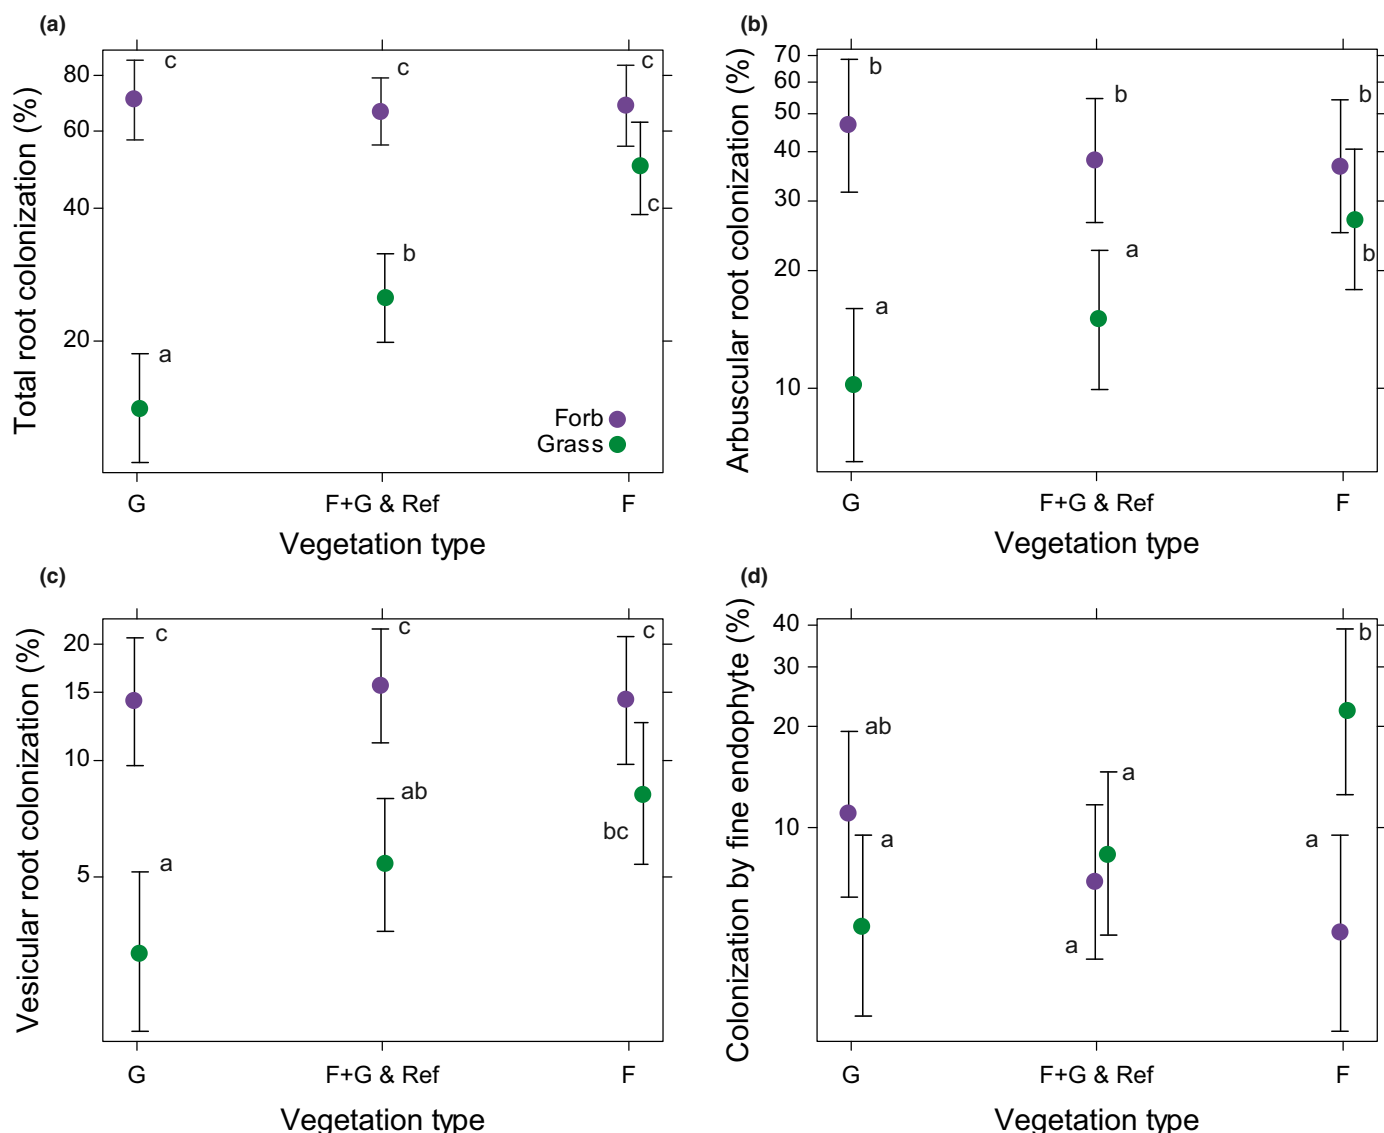 (a)
Total root colonization (%)
80
60
40
20
c
c
c
c
b
a
Forb
Grass
G
F+G & Ref
F
Vegetation type
(b)
Arbuscular root colonization (%)
70
60
50
40
30
20
10
b
b
b
b
a
a
G
F+G & Ref
F
Vegetation type
(c)
Vesicular root colonization (%)
20
15
10
5
c
c
c
ab
bc
a
G
F+G & Ref
F
Vegetation type
(d)
Colonization by fine endophyte (%)
40
30
20
10
b
ab
a
a
a
a
G
F+G & Ref
F
Vegetation type